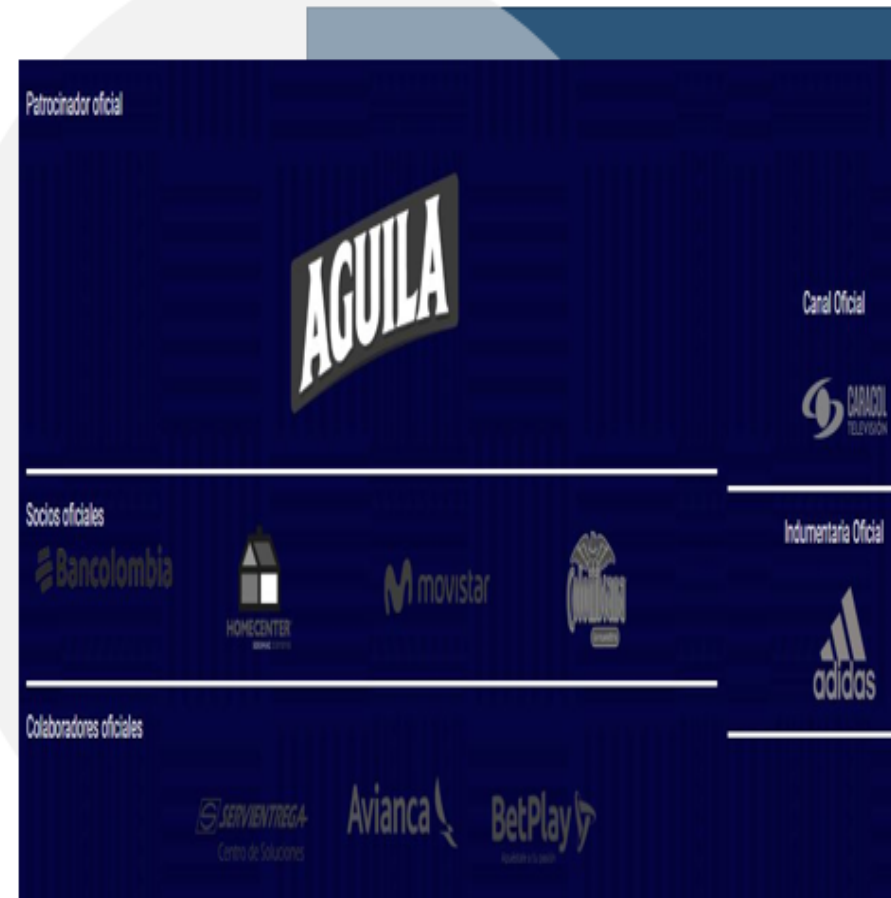 Patrocinador oficial
AGUILA
Canal Oficial
CARACOL
TELEVISIÓN
Socios oficiales
Bancolombia
HOMECENTER
movistar
Indumentaria Oficial
adidas
Colaboradores oficiales
SERVIENTREGA
Centro de Soluciones
Avianca
BetPlay